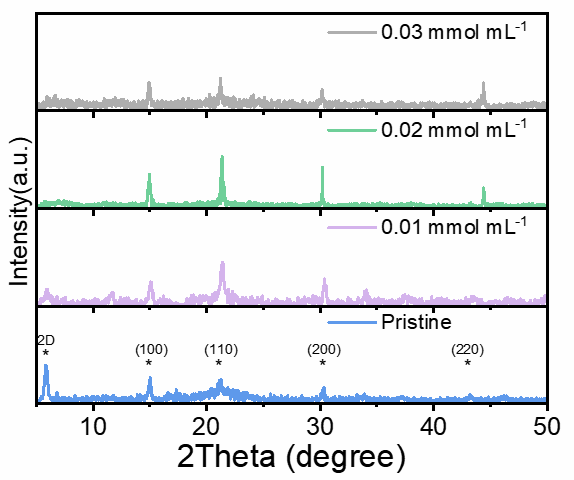 0.03 mmol mL⁻¹
0.02 mmol mL⁻¹
0.01 mmol mL⁻¹
Pristine
2D (100) (110) (200) (220)
* * * * *
Intensity(a.u.)
10 20 30 40 50
2Theta (degree)